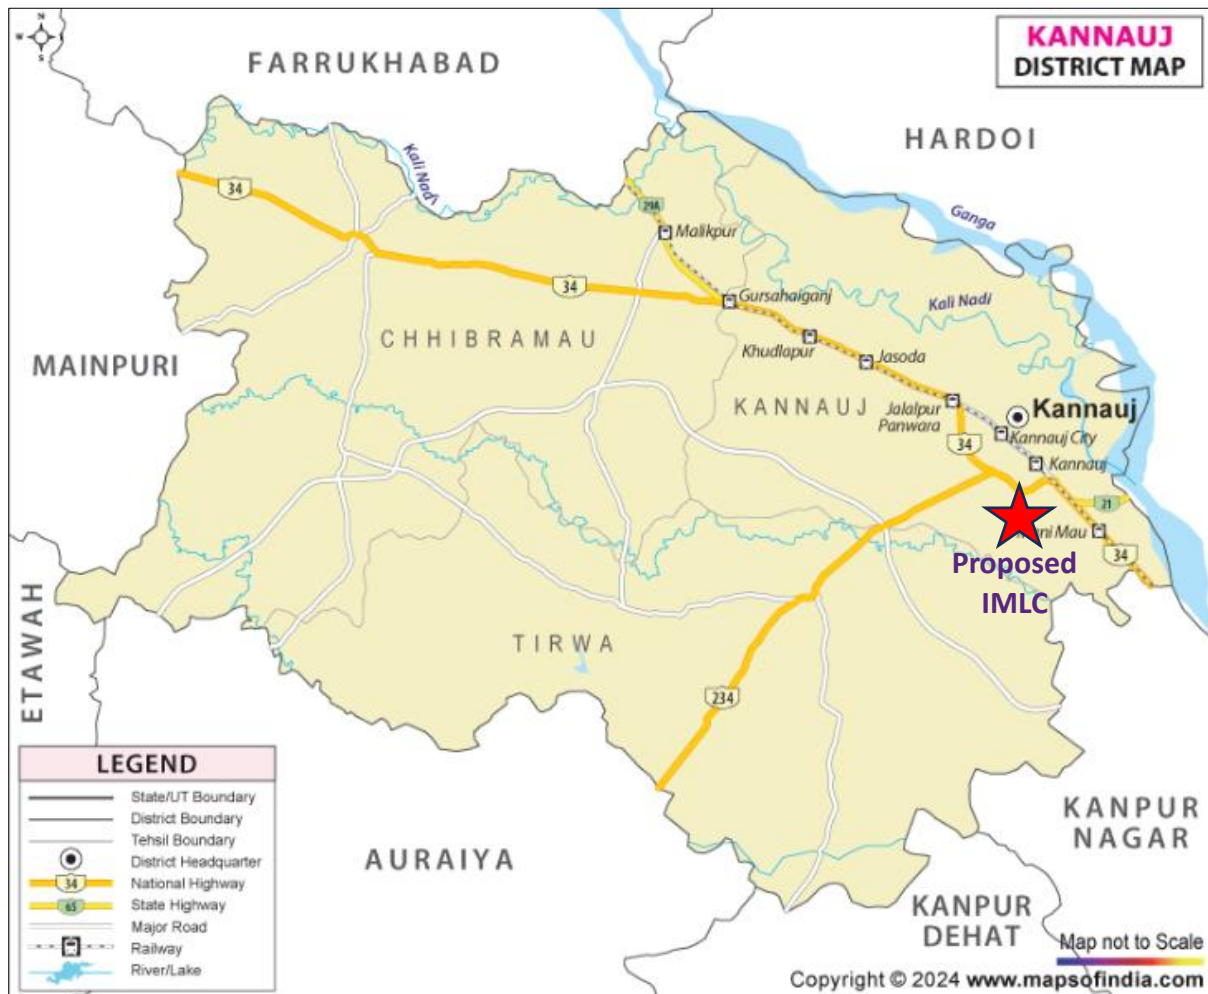 N
W
S
KANNAUJ
DISTRICT MAP
FARRUKHABAD
HARDOI
Kali Nadi
Ganga
34
29A
Malikpur
34
Gursahaiganj
Kali Nadi
CHHIBRAMAU
Khudlapur
Jasoda
MAINPURI
KANNAUJ
Jalalpur
Panwara
Kannauj
Kannauj City
34
Kannauj
21
Mau
34
Proposed
IMLC
ETAWAH
TIRWA
234
LEGEND
State/UT Boundary
District Boundary
Tehsil Boundary
District Headquarter
34
National Highway
65
State Highway
Major Road
Railway
River/Lake
AURAIYA
KANPUR
NAGAR
KANPUR
DEHAT
Map not to Scale
Copyright © 2024 www.mapsofindia.com